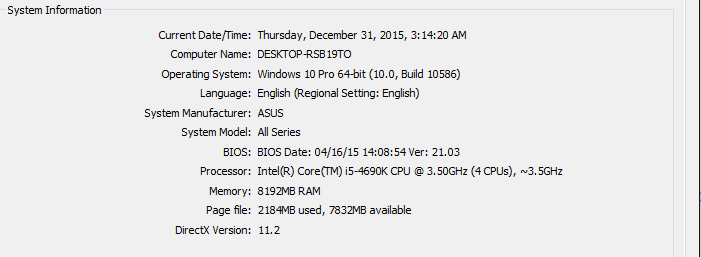 System Information
Current Date/Time: Thursday, December 31, 2015, 3:14:20 AM
Computer Name: DESKTOP-RSB19TO
Operating System: Windows 10 Pro 64-bit (10.0, Build 10586)
Language: English (Regional Setting: English)
System Manufacturer: ASUS
System Model: All Series
BIOS: BIOS Date: 04/16/15 14:08:54 Ver: 21.03
Processor: Intel(R) Core(TM) i5-4690K CPU @ 3.50GHz (4 CPUs), ~3.5GHz
Memory: 8192MB RAM
Page file: 2184MB used, 7832MB available
DirectX Version: 11.2